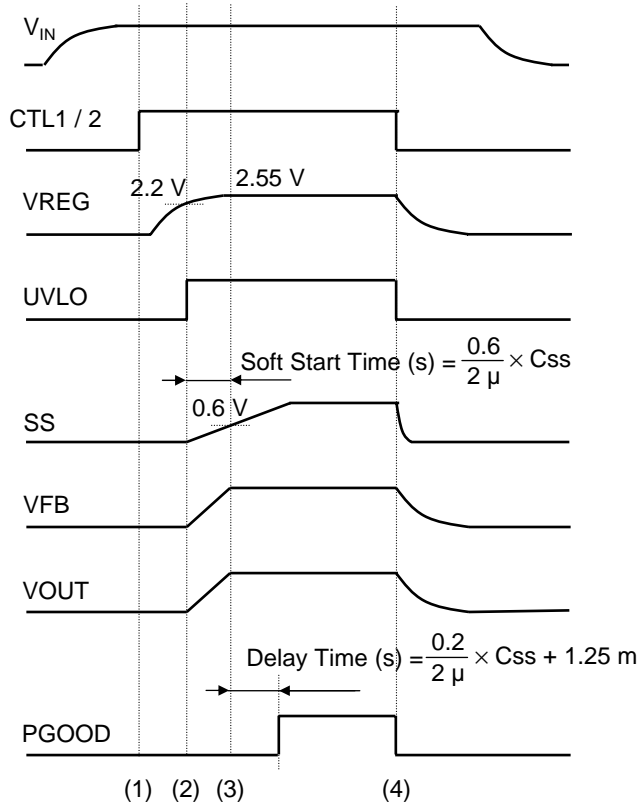 VIN
CTL1 / 2
2.2 V
2.55 V
VREG
UVLO
Soft Start Time (s) = 0.6 / 2 µ × Css
0.6 V
SS
VFB
VOUT
Delay Time (s) = 0.2 / 2 µ × Css + 1.25 m
PGOOD
(1) (2) (3) (4)